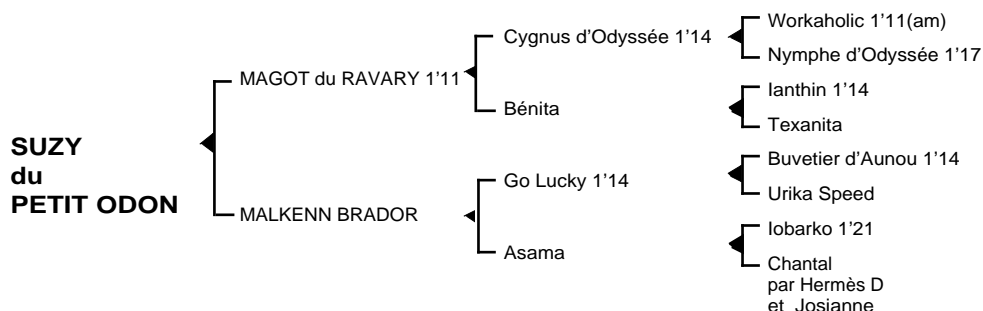 SUZY
du
PETIT ODON
MAGOT du RAVARY 1’11
MALKENN BRADOR
Cygnus d’Odyssée 1’14
Bénita
Go Lucky 1’14
Asama
Workaholic 1’11(am)
Nymphe d’Odyssée 1’17
Ianthin 1’14
Texanita
Buvetier d’Aunou 1’14
Urika Speed
Iobarko 1’21
Chantal
par Hermès D
et Josianne